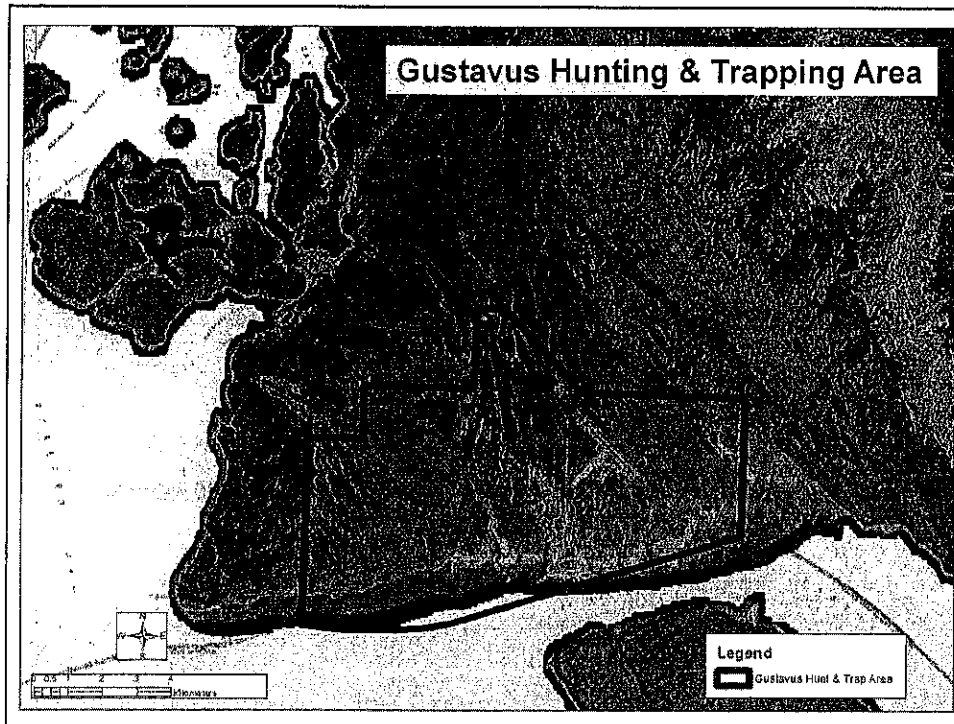 Gustavus Hunting & Trapping Area
N
E
0 0.5 1 2 3 4
Kilometers
Legend
Gustavus Hunt & Trap Area